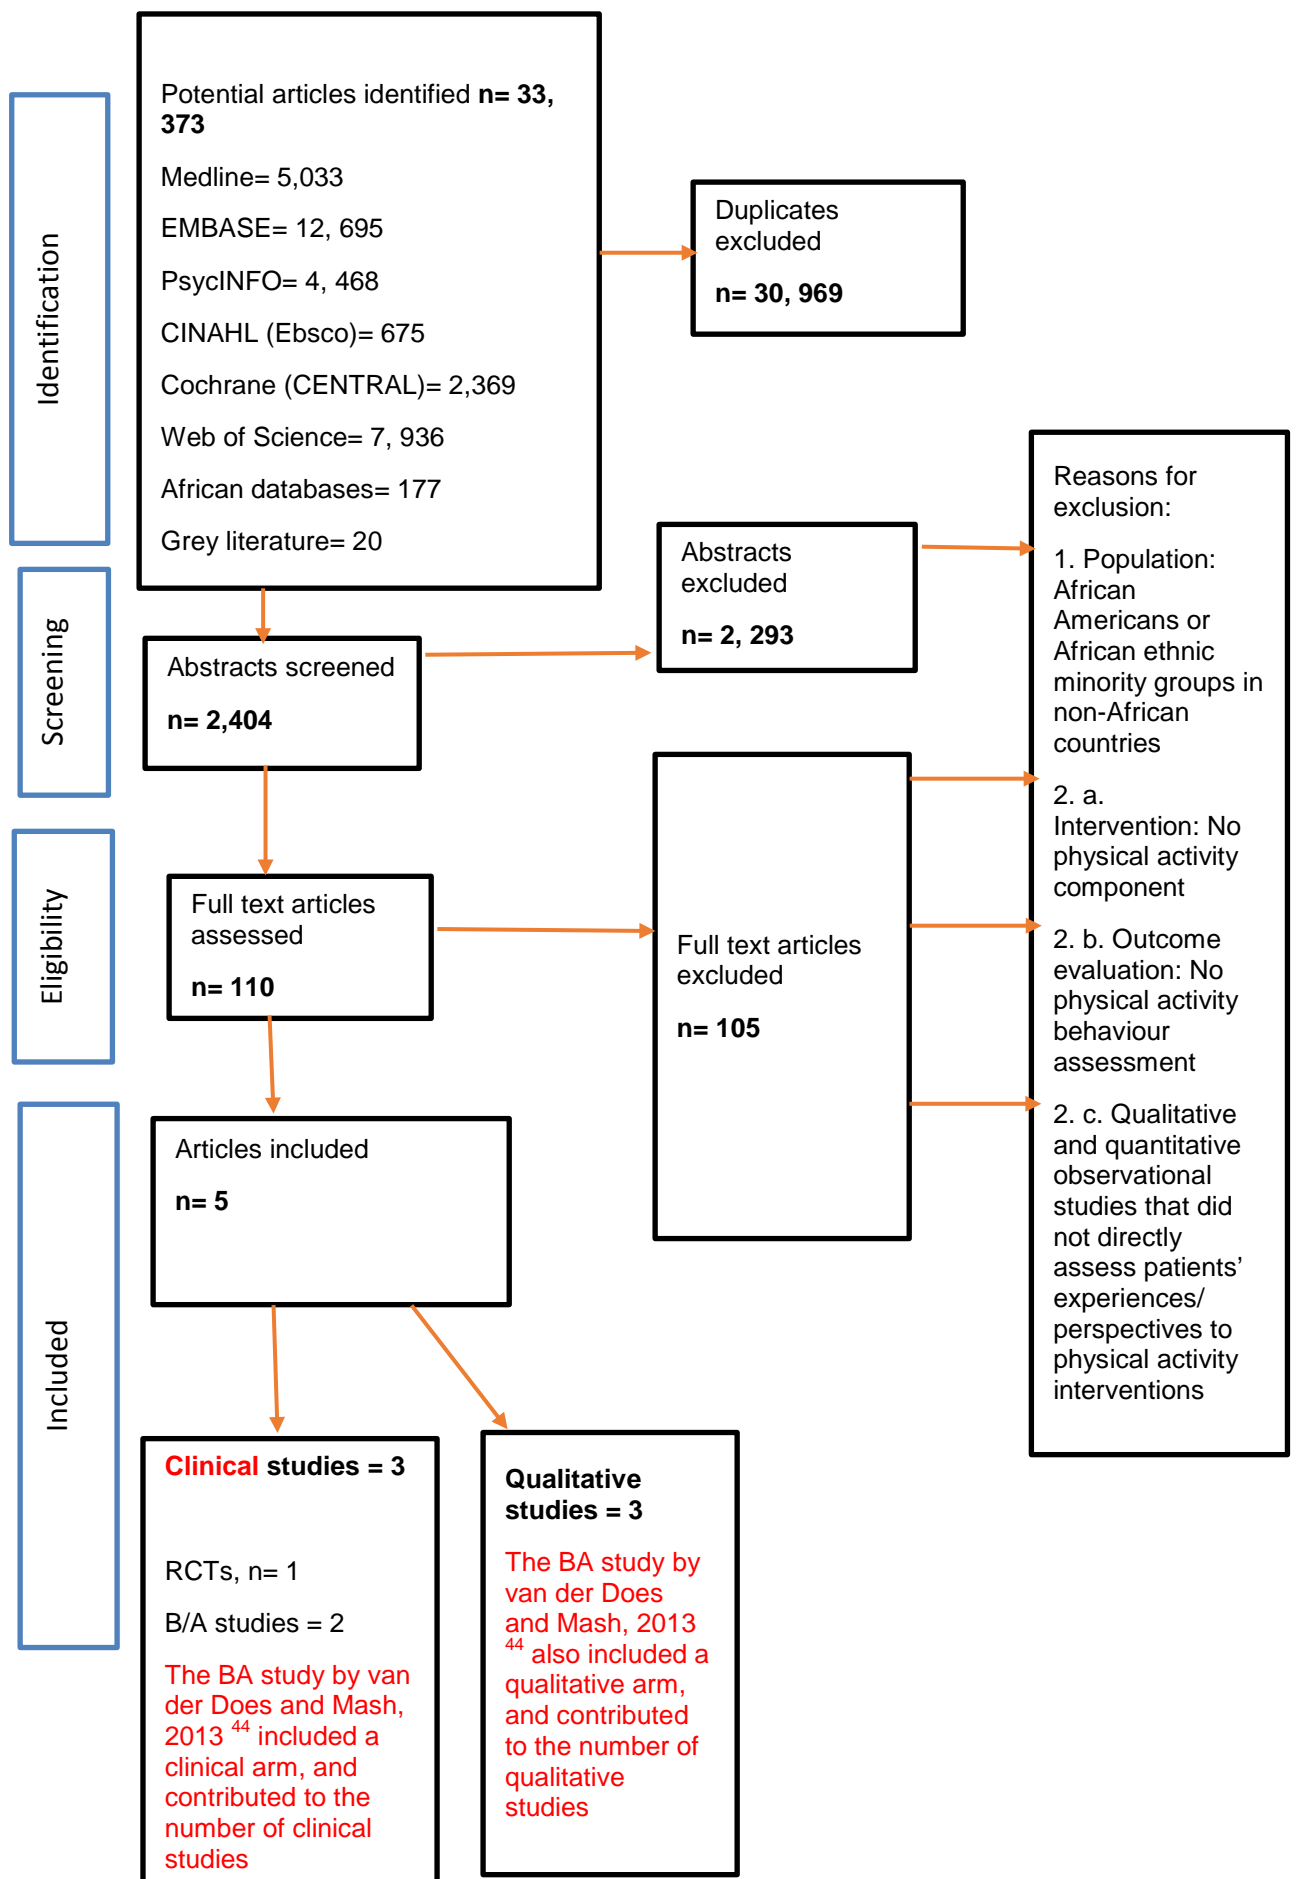 Identification
Potential articles identified n= 33,
373
Medline= 5,033
EMBASE= 12, 695
PsycINFO= 4, 468
CINAHL (Ebsco)= 675
Cochrane (CENTRAL)= 2,369
Web of Science= 7, 936
African databases= 177
Grey literature= 20
Duplicates
excluded
n= 30, 969
Screening
Abstracts screened
n= 2,404
Abstracts
excluded
n= 2, 293
Reasons for
exclusion:
1. Population:
African
Americans or
African ethnic
minority groups in
non-African
countries
2. a.
Intervention: No
physical activity
component
2. b. Outcome
evaluation: No
physical activity
behaviour
assessment
2. c. Qualitative
and quantitative
observational
studies that did
not directly
assess patients’
experiences/
perspectives to
physical activity
interventions
Eligibility
Full text articles
assessed
n= 110
Full text articles
excluded
n= 105
Included
Articles included
n= 5
Clinical studies = 3
RCTs, n= 1
B/A studies = 2
The BA study by van
der Does and Mash,
2013 44 included a
clinical arm, and
contributed to the
number of clinical
studies
Qualitative
studies = 3
The BA study by
van der Does
and Mash, 2013
44 also included a
qualitative arm,
and contributed
to the number of
qualitative
studies